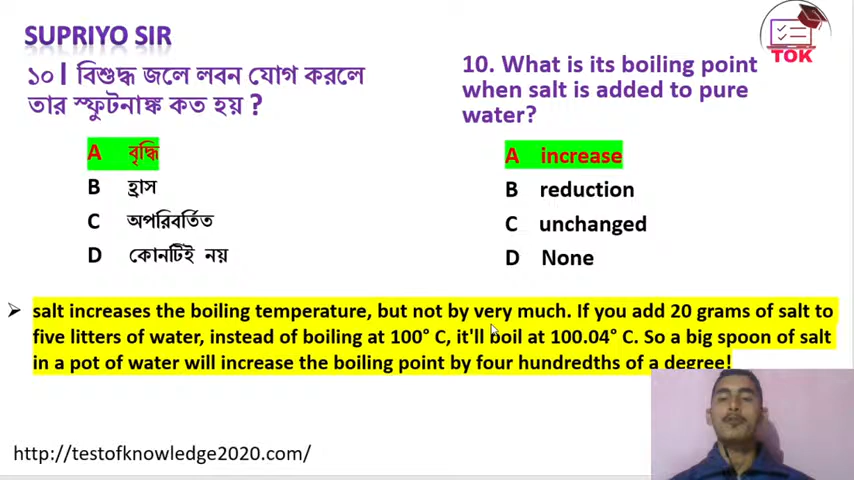 SUPRIYO SIR
TOK
১০। বিশুদ্ধ জলে লবন যোগ করলে
তার স্ফুটনাঙ্ক কত হয় ?
A বৃদ্ধি
B হ্রাস
C অপরিবর্তিত
D কোনটিই নয়
10. What is its boiling point
when salt is added to pure
water?
A increase
B reduction
C unchanged
D None
salt increases the boiling temperature, but not by very much. If you add 20 grams of salt to
five litters of water, instead of boiling at 100° C, it'll boil at 100.04° C. So a big spoon of salt
in a pot of water will increase the boiling point by four hundredths of a degree!
http://testofknowledge2020.com/